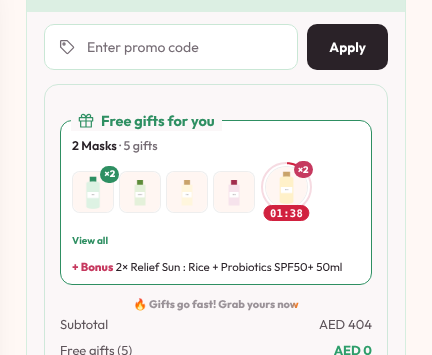 Enter promo code
Apply
Free gifts for you
2 Masks · 5 gifts
×2
×2
01:38
View all
+ Bonus 2× Relief Sun : Rice + Probiotics SPF50+ 50ml
🔥 Gifts go fast! Grab yours now
Subtotal AED 404
Free gifts (5) AED 0